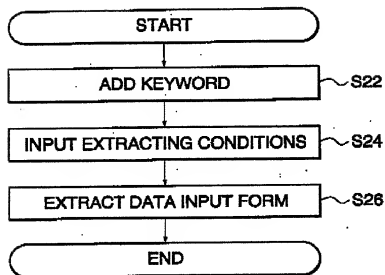 START
ADD KEYWORD S22
INPUT EXTRACTING CONDITIONS S24
EXTRACT DATA INPUT FORM S26
END